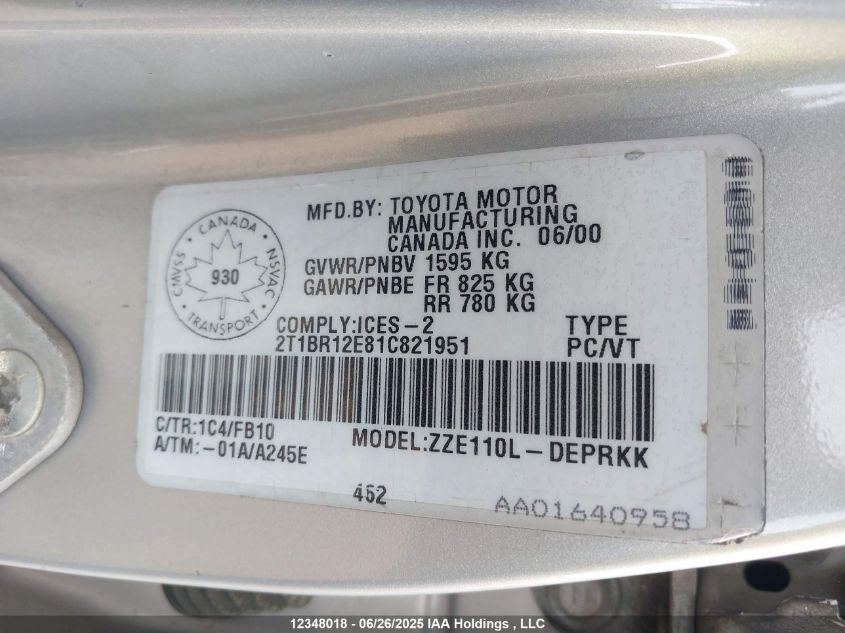 MFD.BY: TOYOTA MOTOR
MANUFACTURING
CANADA INC. 06/00
CANADA
CMVSS
NSVAC
930
TRANSPORT
GVWR/PNBV 1595 KG
GAWR/PNBE FR 825 KG
RR 780 KG
COMPLY:ICES-2 TYPE
2T1BR12E81C821951 PC/VT
C/TR:1C4/FB10
A/TM:-01A/A245E
MODEL:ZZE110L-DEPRKK
462
AA01640958
12348018 - 06/26/2025 IAA Holdings , LLC